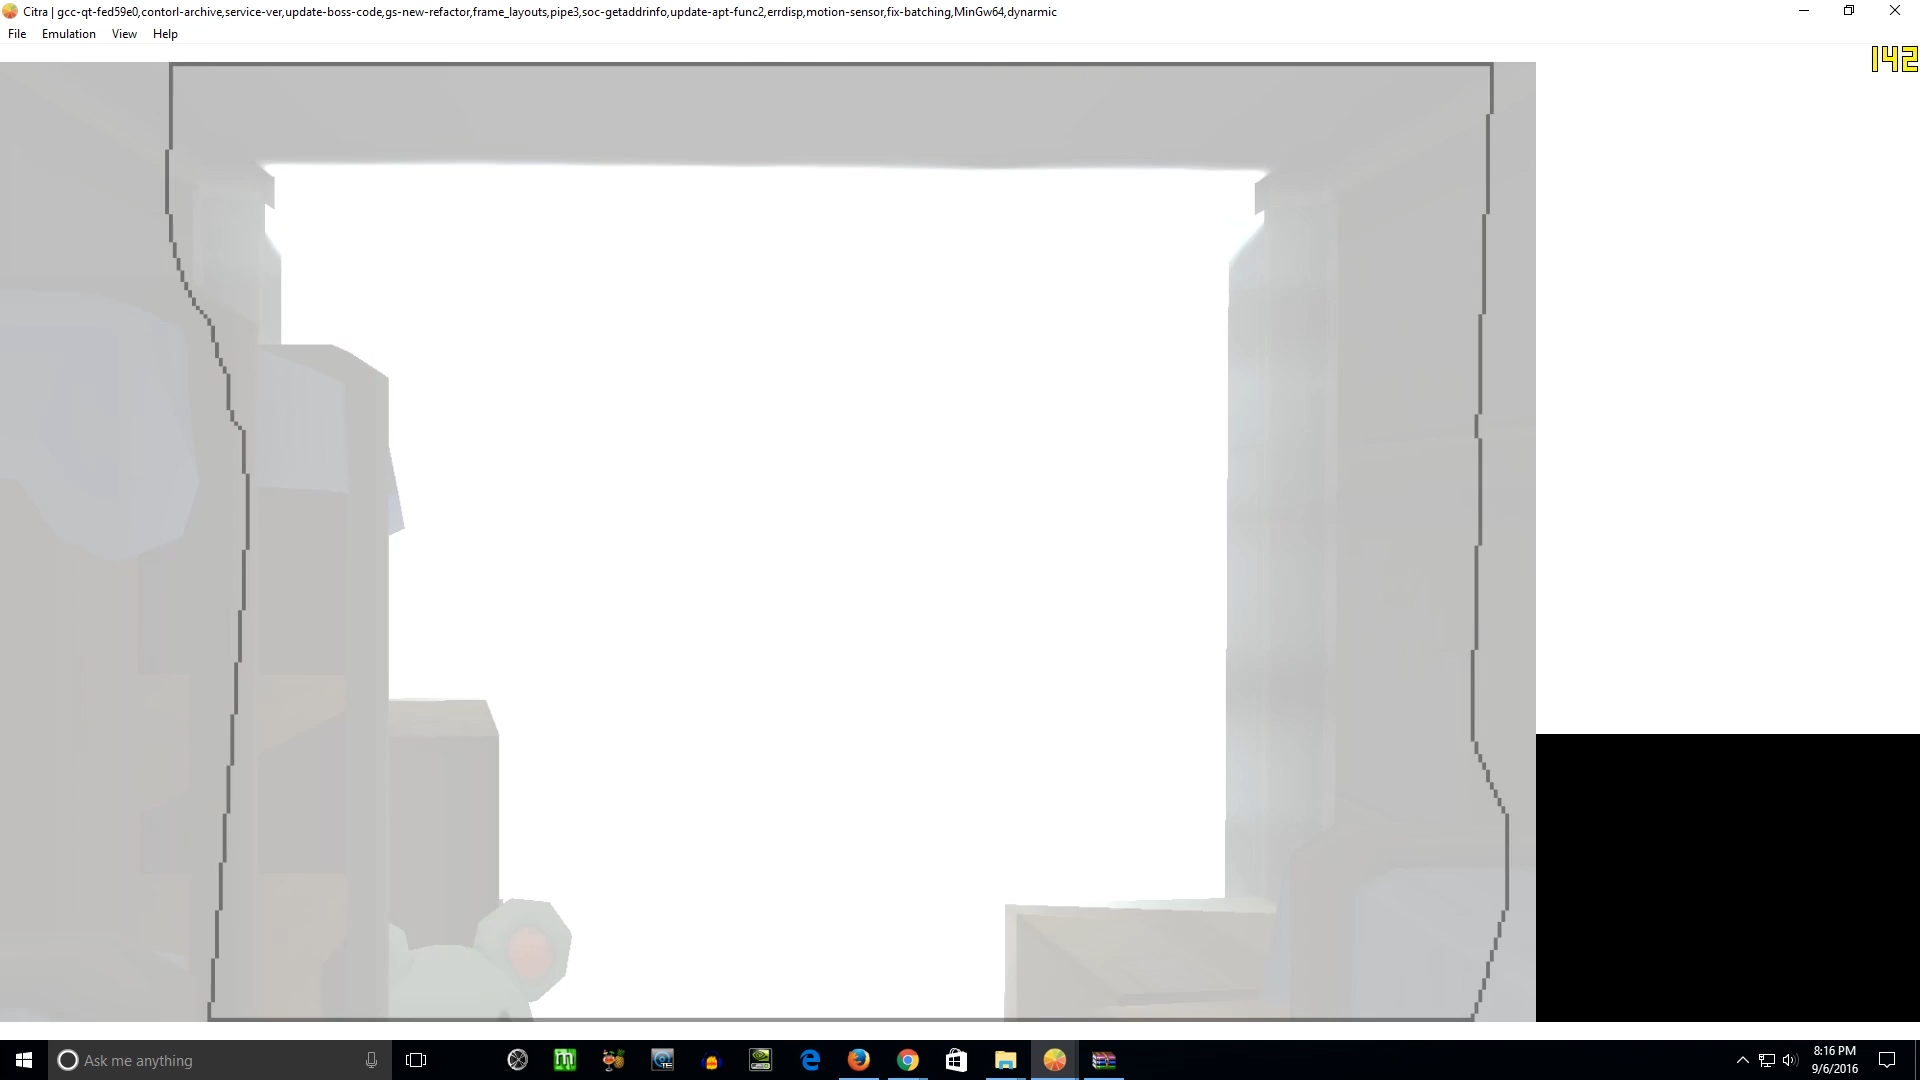 Citra | gcc-qt-fed59e0,contorl-archive,service-ver,update-boss-code,gs-new-refactor,frame_layouts,pipe3,soc-getaddrinfo,update-apt-func2,errdisp,motion-sensor,fix-batching,MinGw64,dynarmic
File Emulation View Help
142
Ask me anything
8:16 PM
9/6/2016